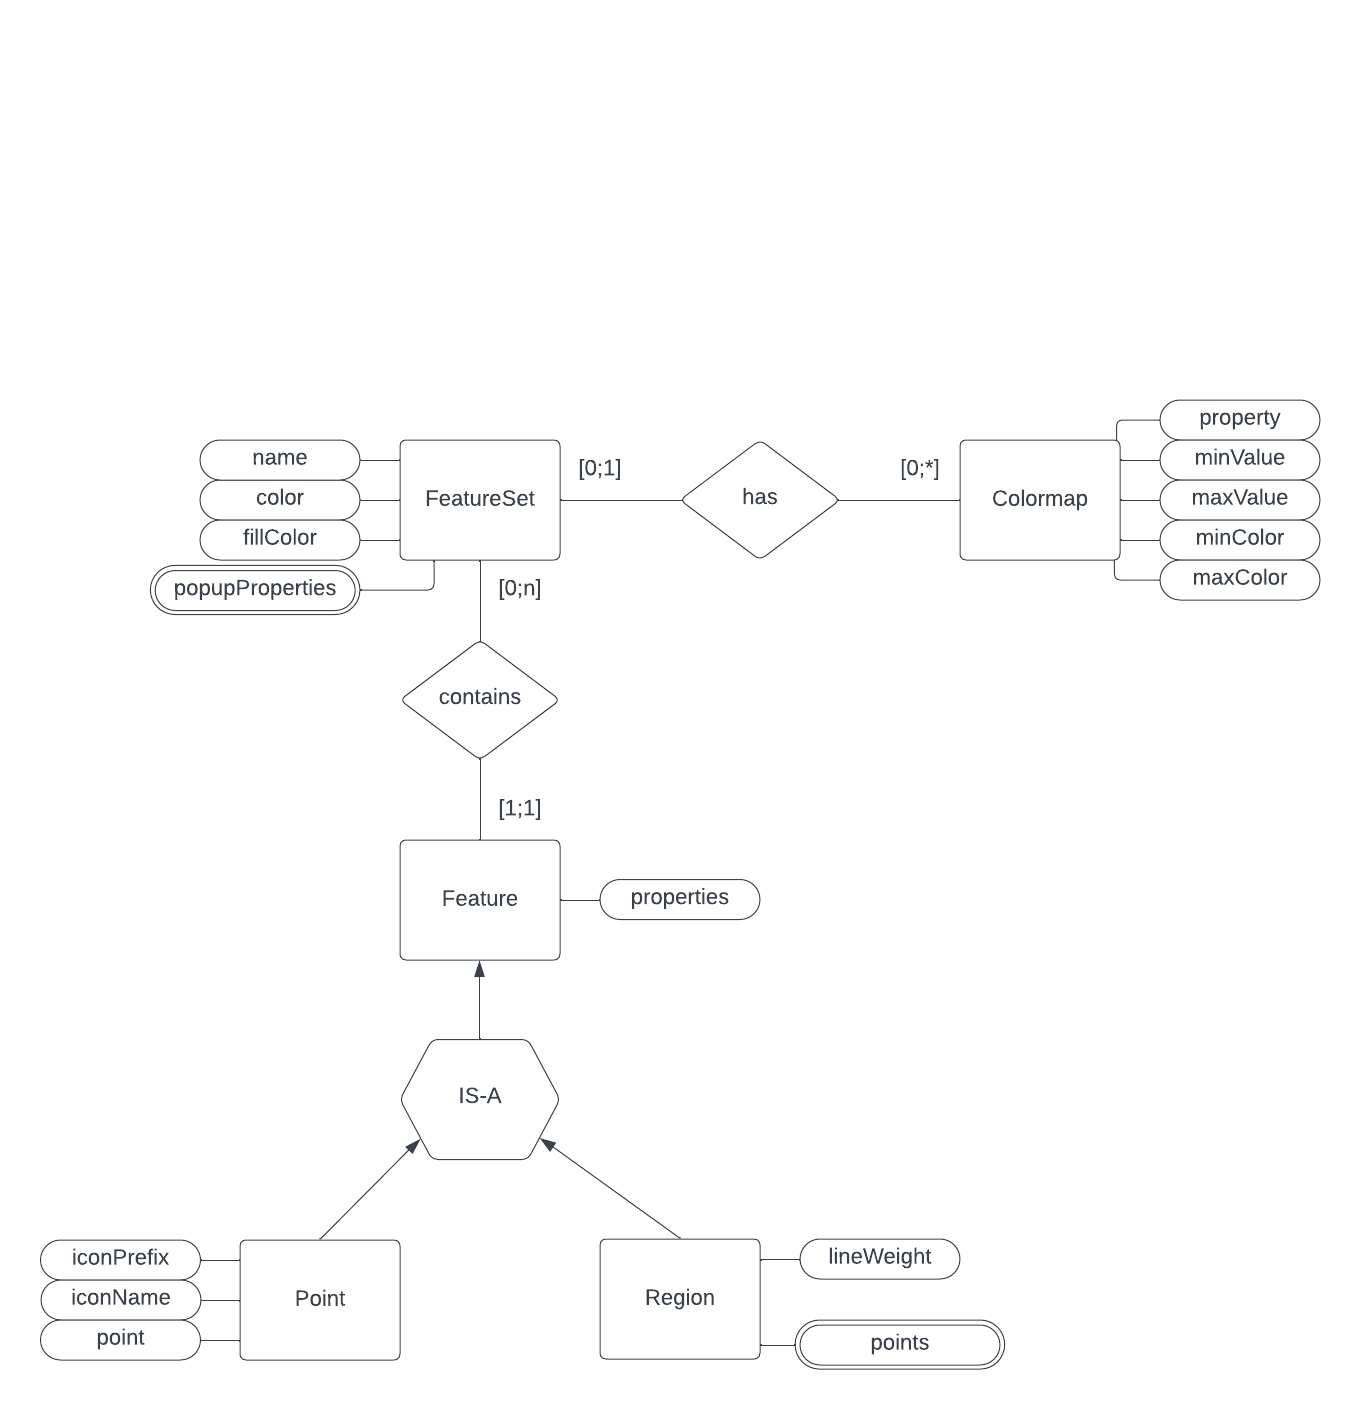 property
name
minValue
[0;1]
[0;*]
color
FeatureSet
has
Colormap
maxValue
fillColor
minColor
maxColor
popupProperties
[0;n]
contains
[1;1]
Feature
properties
IS-A
iconPrefix
lineWeight
iconName
Point
Region
point
points